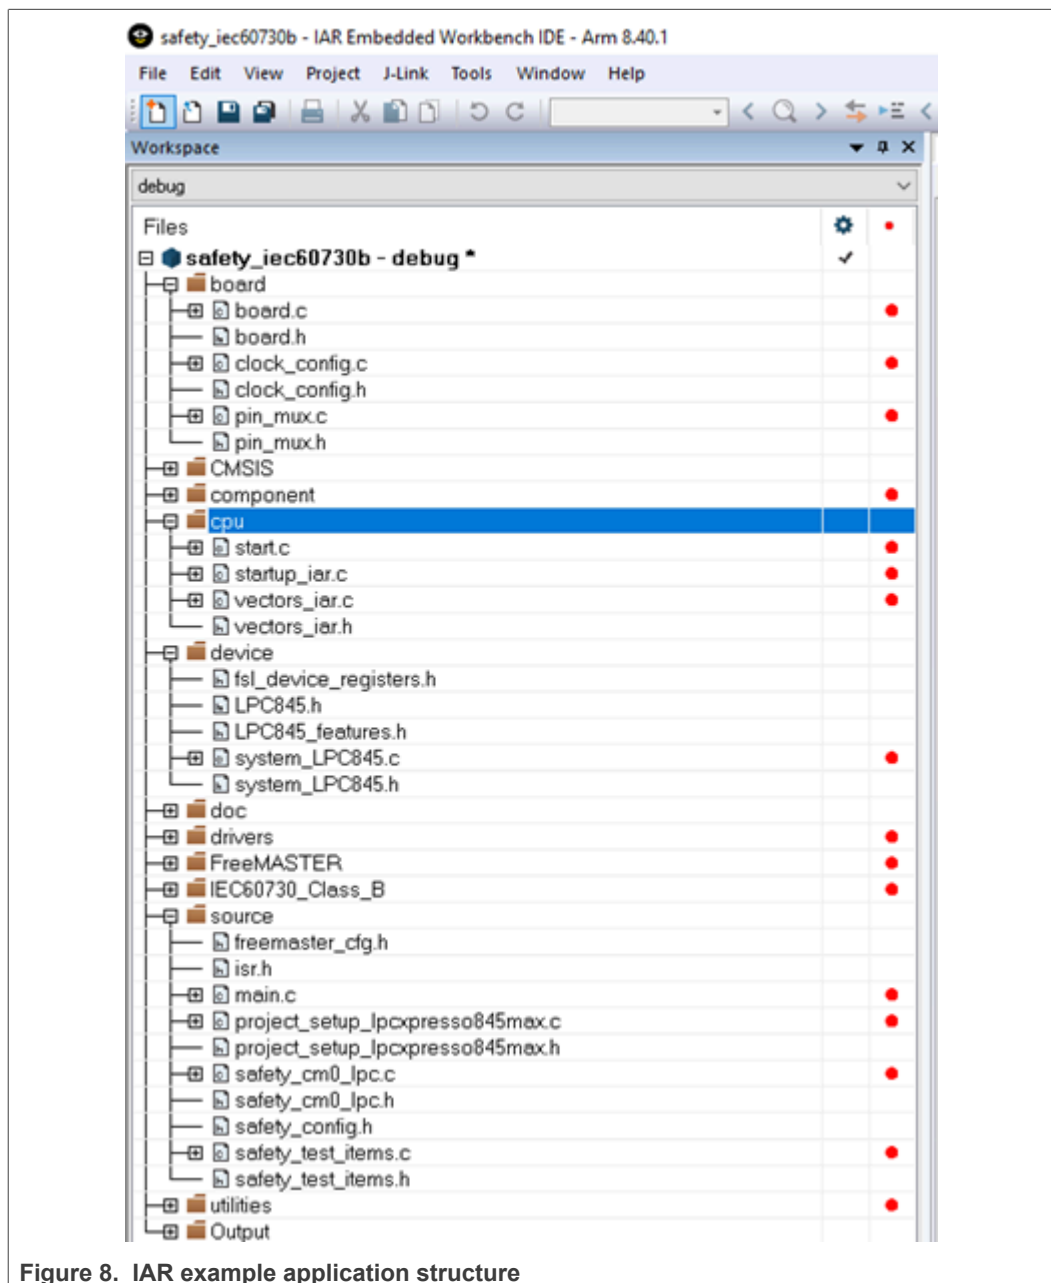 safety_iec60730b - IAR Embedded Workbench IDE - Arm 8.40.1
File Edit View Project J-Link Tools Window Help
Workspace
debug
Files
safety_iec60730b - debug *
board
board.c
board.h
clock_config.c
clock_config.h
pin_mux.c
pin_mux.h
CMSIS
component
cpu
start.c
startup_iar.c
vectors_iar.c
vectors_iar.h
device
fsl_device_registers.h
LPC845.h
LPC845_features.h
system_LPC845.c
system_LPC845.h
doc
drivers
FreeMASTER
IEC60730_Class_B
source
freemaster_cfg.h
isr.h
main.c
project_setup_lpcxpresso845max.c
project_setup_lpcxpresso845max.h
safety_cm0_lpc.c
safety_cm0_lpc.h
safety_config.h
safety_test_items.c
safety_test_items.h
utilities
Output
Figure 8. IAR example application structure